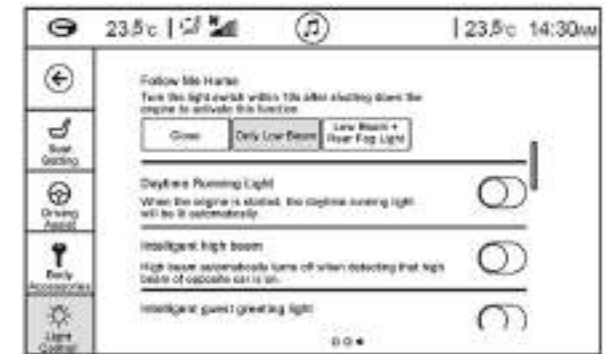 23.5°c
23.5°c 14:30AM
Follow Me Home
Turn the light switch within 10s after shutting down the
engine to activate this function
Close
Only Low Beam
Low Beam +
Rear Fog Light
Seat
Setting
Daytime Running Light
When the engine is started, the daytime running light
will be lit automatically.
Driving
Assist
Intelligent high beam
High beam automatically turns off when detecting that high
beam of opposite car is on.
Body
Accessories
Intelligent guest greeting light
Light
Control